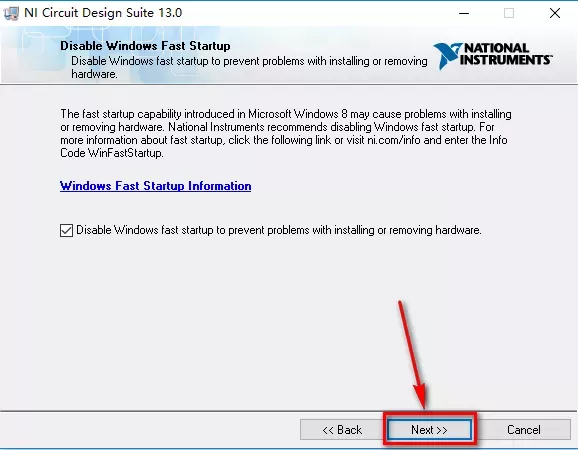 NI Circuit Design Suite 13.0
Disable Windows Fast Startup
Disable Windows fast startup to prevent problems with installing or removing
hardware.
NATIONAL
INSTRUMENTS
The fast startup capability introduced in Microsoft Windows 8 may cause problems with installing
or removing hardware. National Instruments recommends disabling Windows fast startup. For
more information about fast startup, click the following link or visit ni.com/info and enter the Info
Code WinFastStartup.
Windows Fast Startup Information
Disable Windows fast startup to prevent problems with installing or removing hardware.
<< Back
Next >>
Cancel